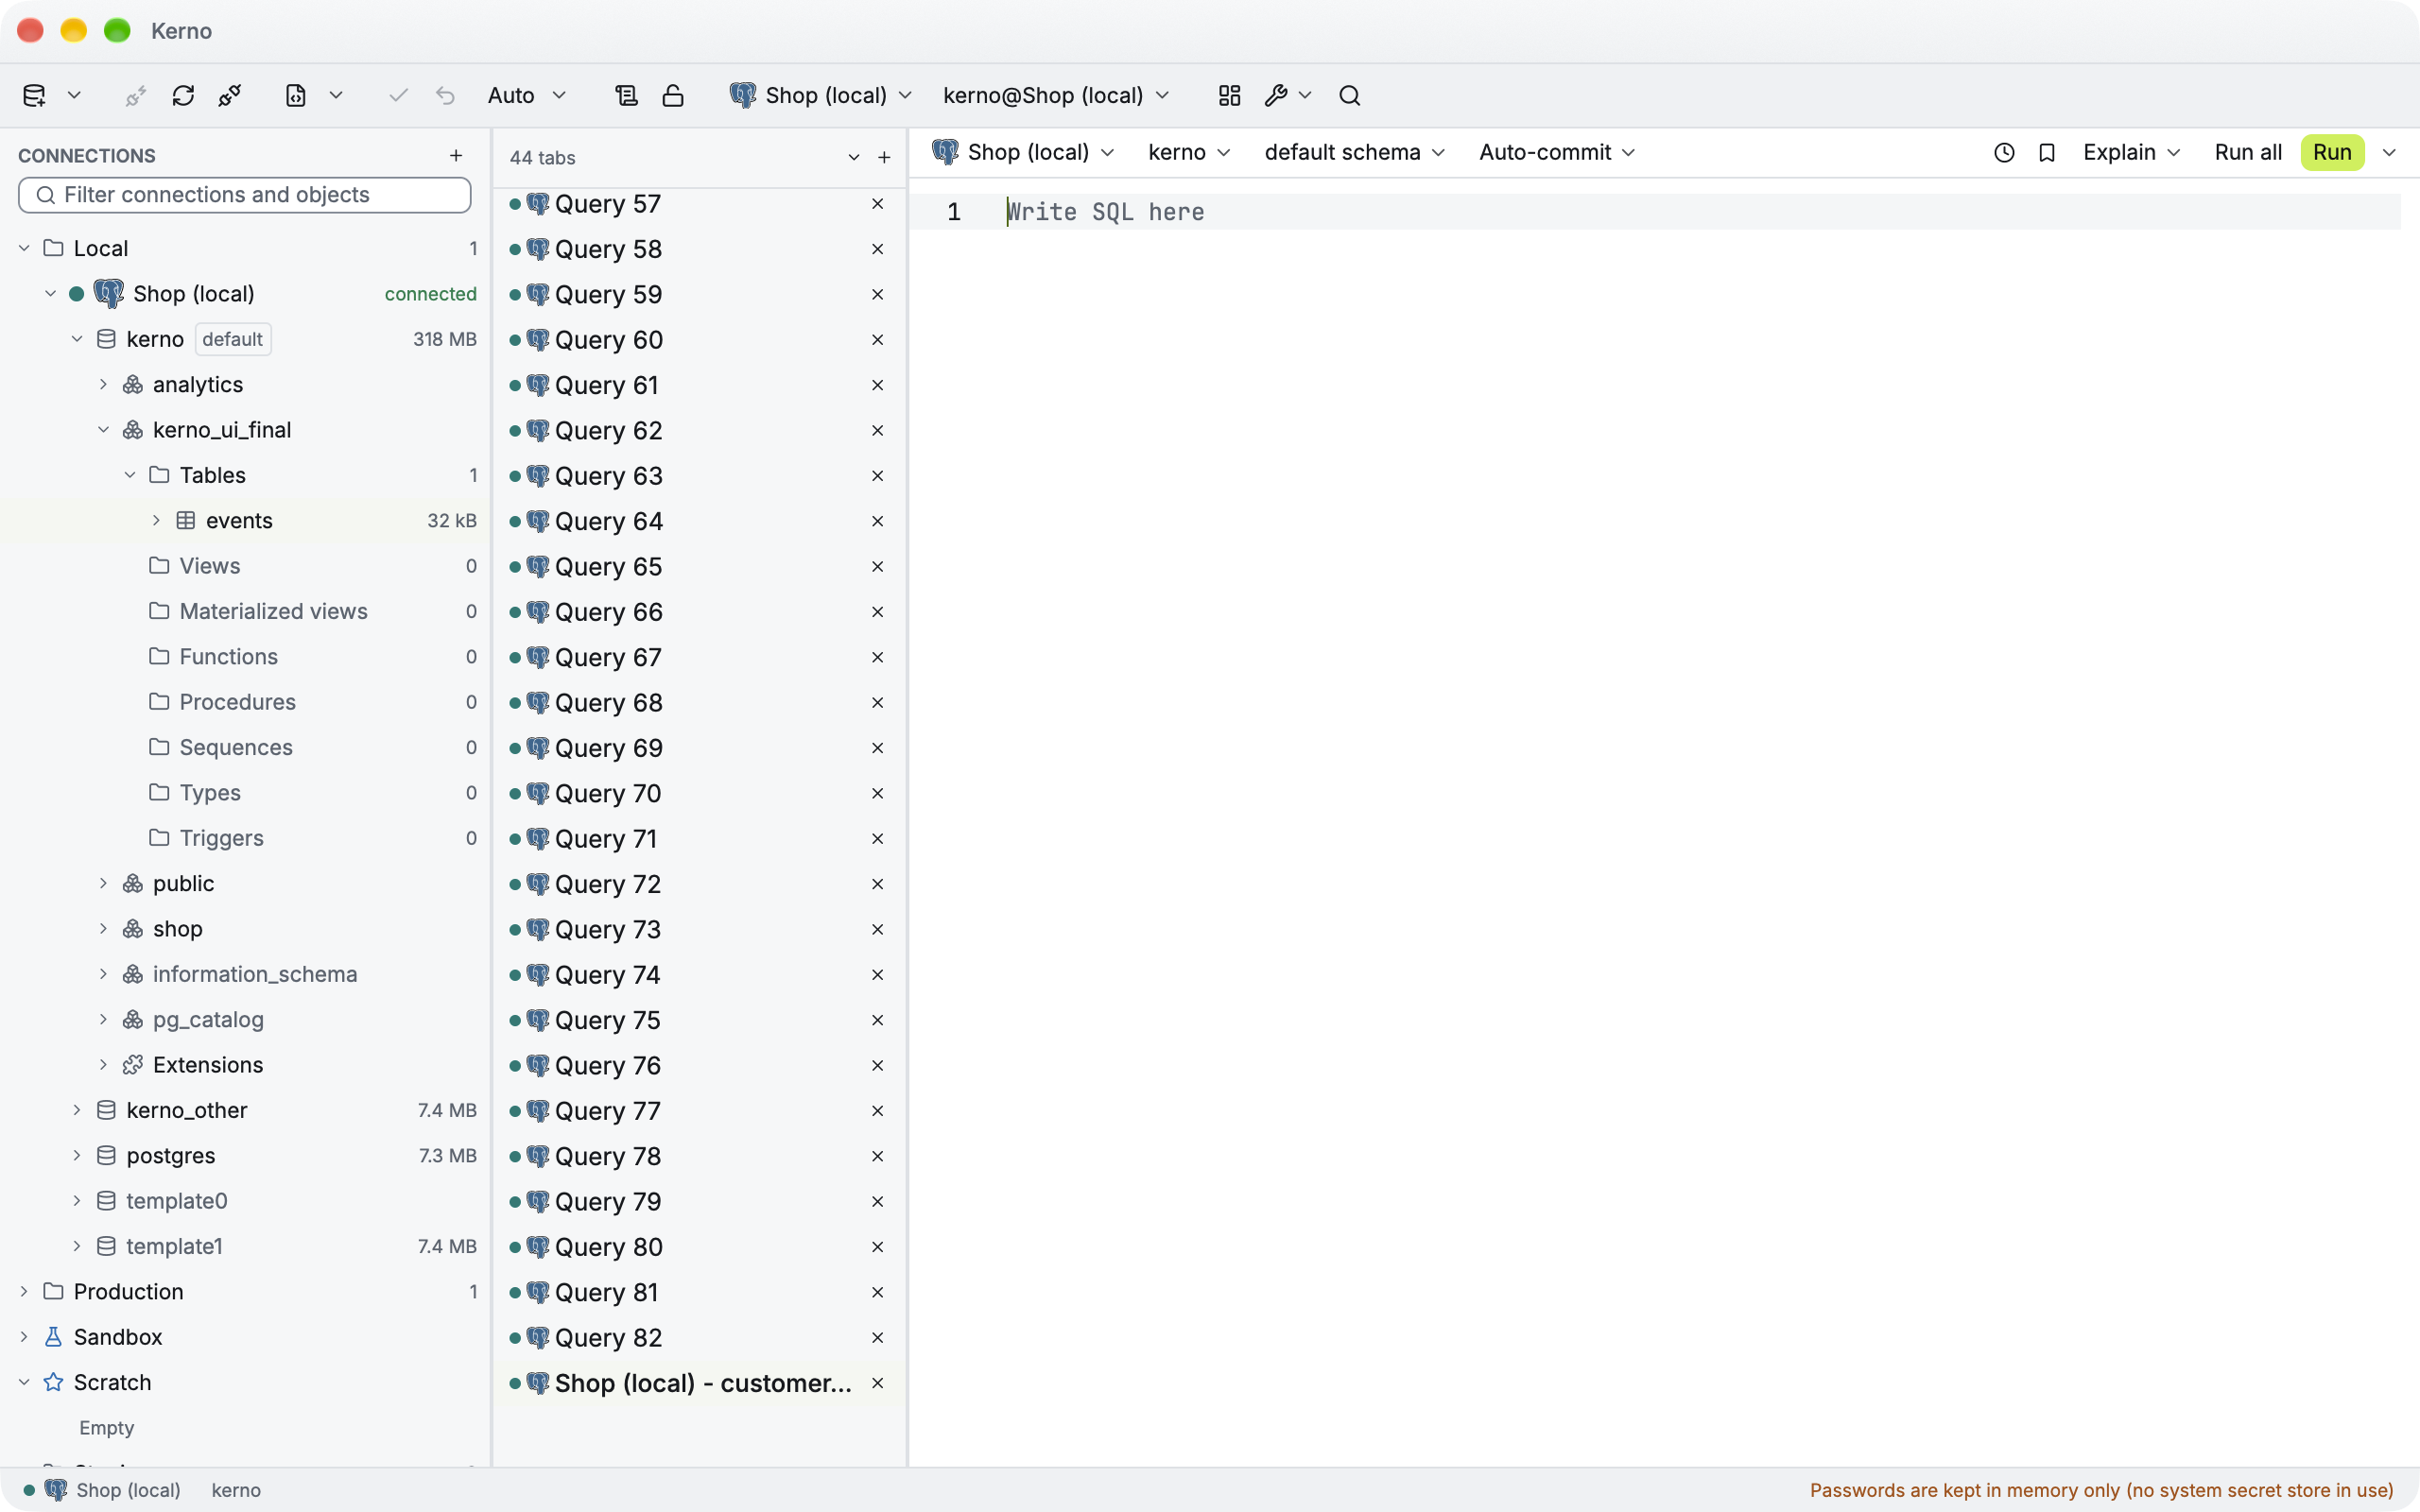 Kerno
Auto
Shop (local)
kerno@Shop (local)
CONNECTIONS
Filter connections and objects
Local 1
Shop (local) connected
kerno default 318 MB
analytics
kerno_ui_final
Tables 1
events 32 kB
Views 0
Materialized views 0
Functions 0
Procedures 0
Sequences 0
Types 0
Triggers 0
public
shop
information_schema
pg_catalog
Extensions
kerno_other 7.4 MB
postgres 7.3 MB
template0
template1 7.4 MB
Production 1
Sandbox
Scratch
Empty
44 tabs
Query 57
Query 58
Query 59
Query 60
Query 61
Query 62
Query 63
Query 64
Query 65
Query 66
Query 67
Query 68
Query 69
Query 70
Query 71
Query 72
Query 73
Query 74
Query 75
Query 76
Query 77
Query 78
Query 79
Query 80
Query 81
Query 82
Shop (local) - customer...
Shop (local) kerno default schema Auto-commit Explain Run all Run
1 Write SQL here
Shop (local) kerno
Passwords are kept in memory only (no system secret store in use)